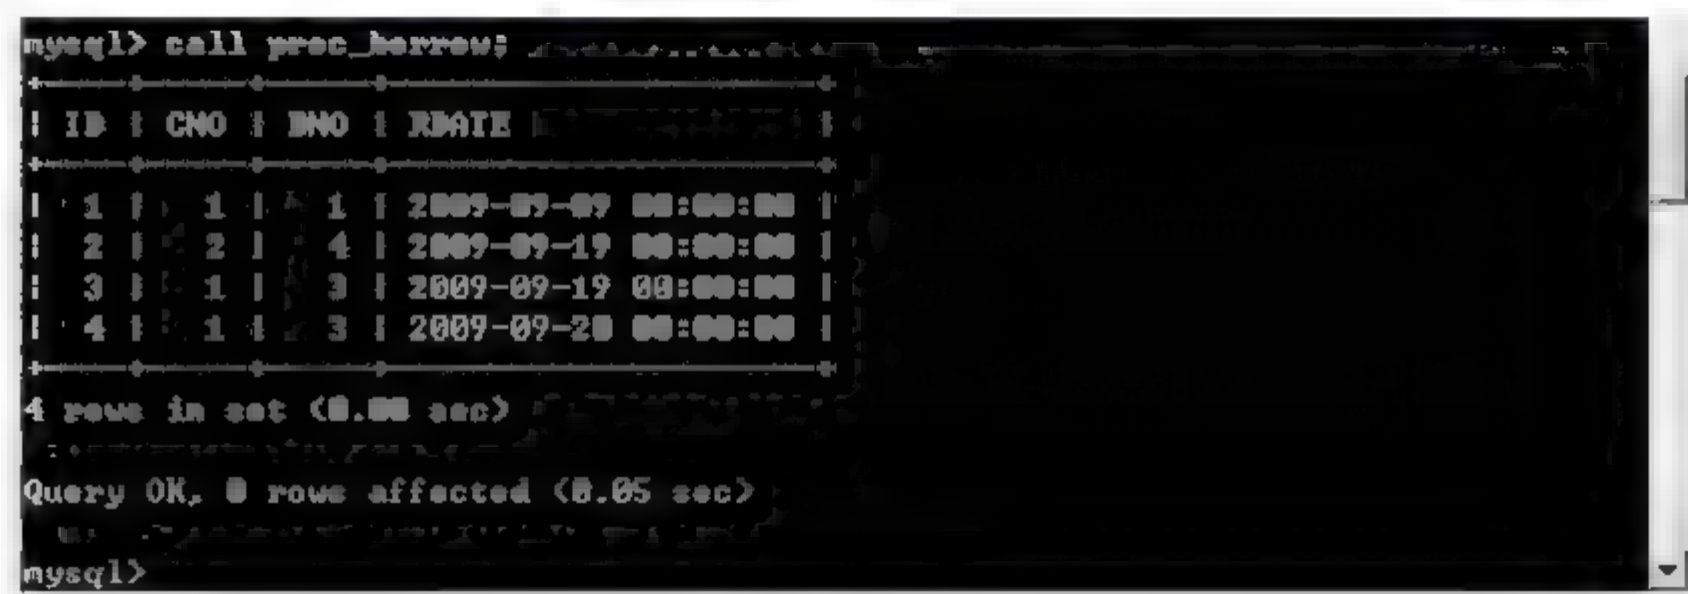 mysql> call proc_borrow;
+----+-----+-----+---------------------+
| ID | CNO | BNO | RDATE |
+----+-----+-----+---------------------+
| 1 | 1 | 1 | 2009-09-09 00:00:00 |
| 2 | 2 | 4 | 2009-09-19 00:00:00 |
| 3 | 1 | 3 | 2009-09-19 00:00:00 |
| 4 | 1 | 3 | 2009-09-20 00:00:00 |
+----+-----+-----+---------------------+
4 rows in set (0.00 sec)
Query OK, 0 rows affected (0.05 sec)
mysql>